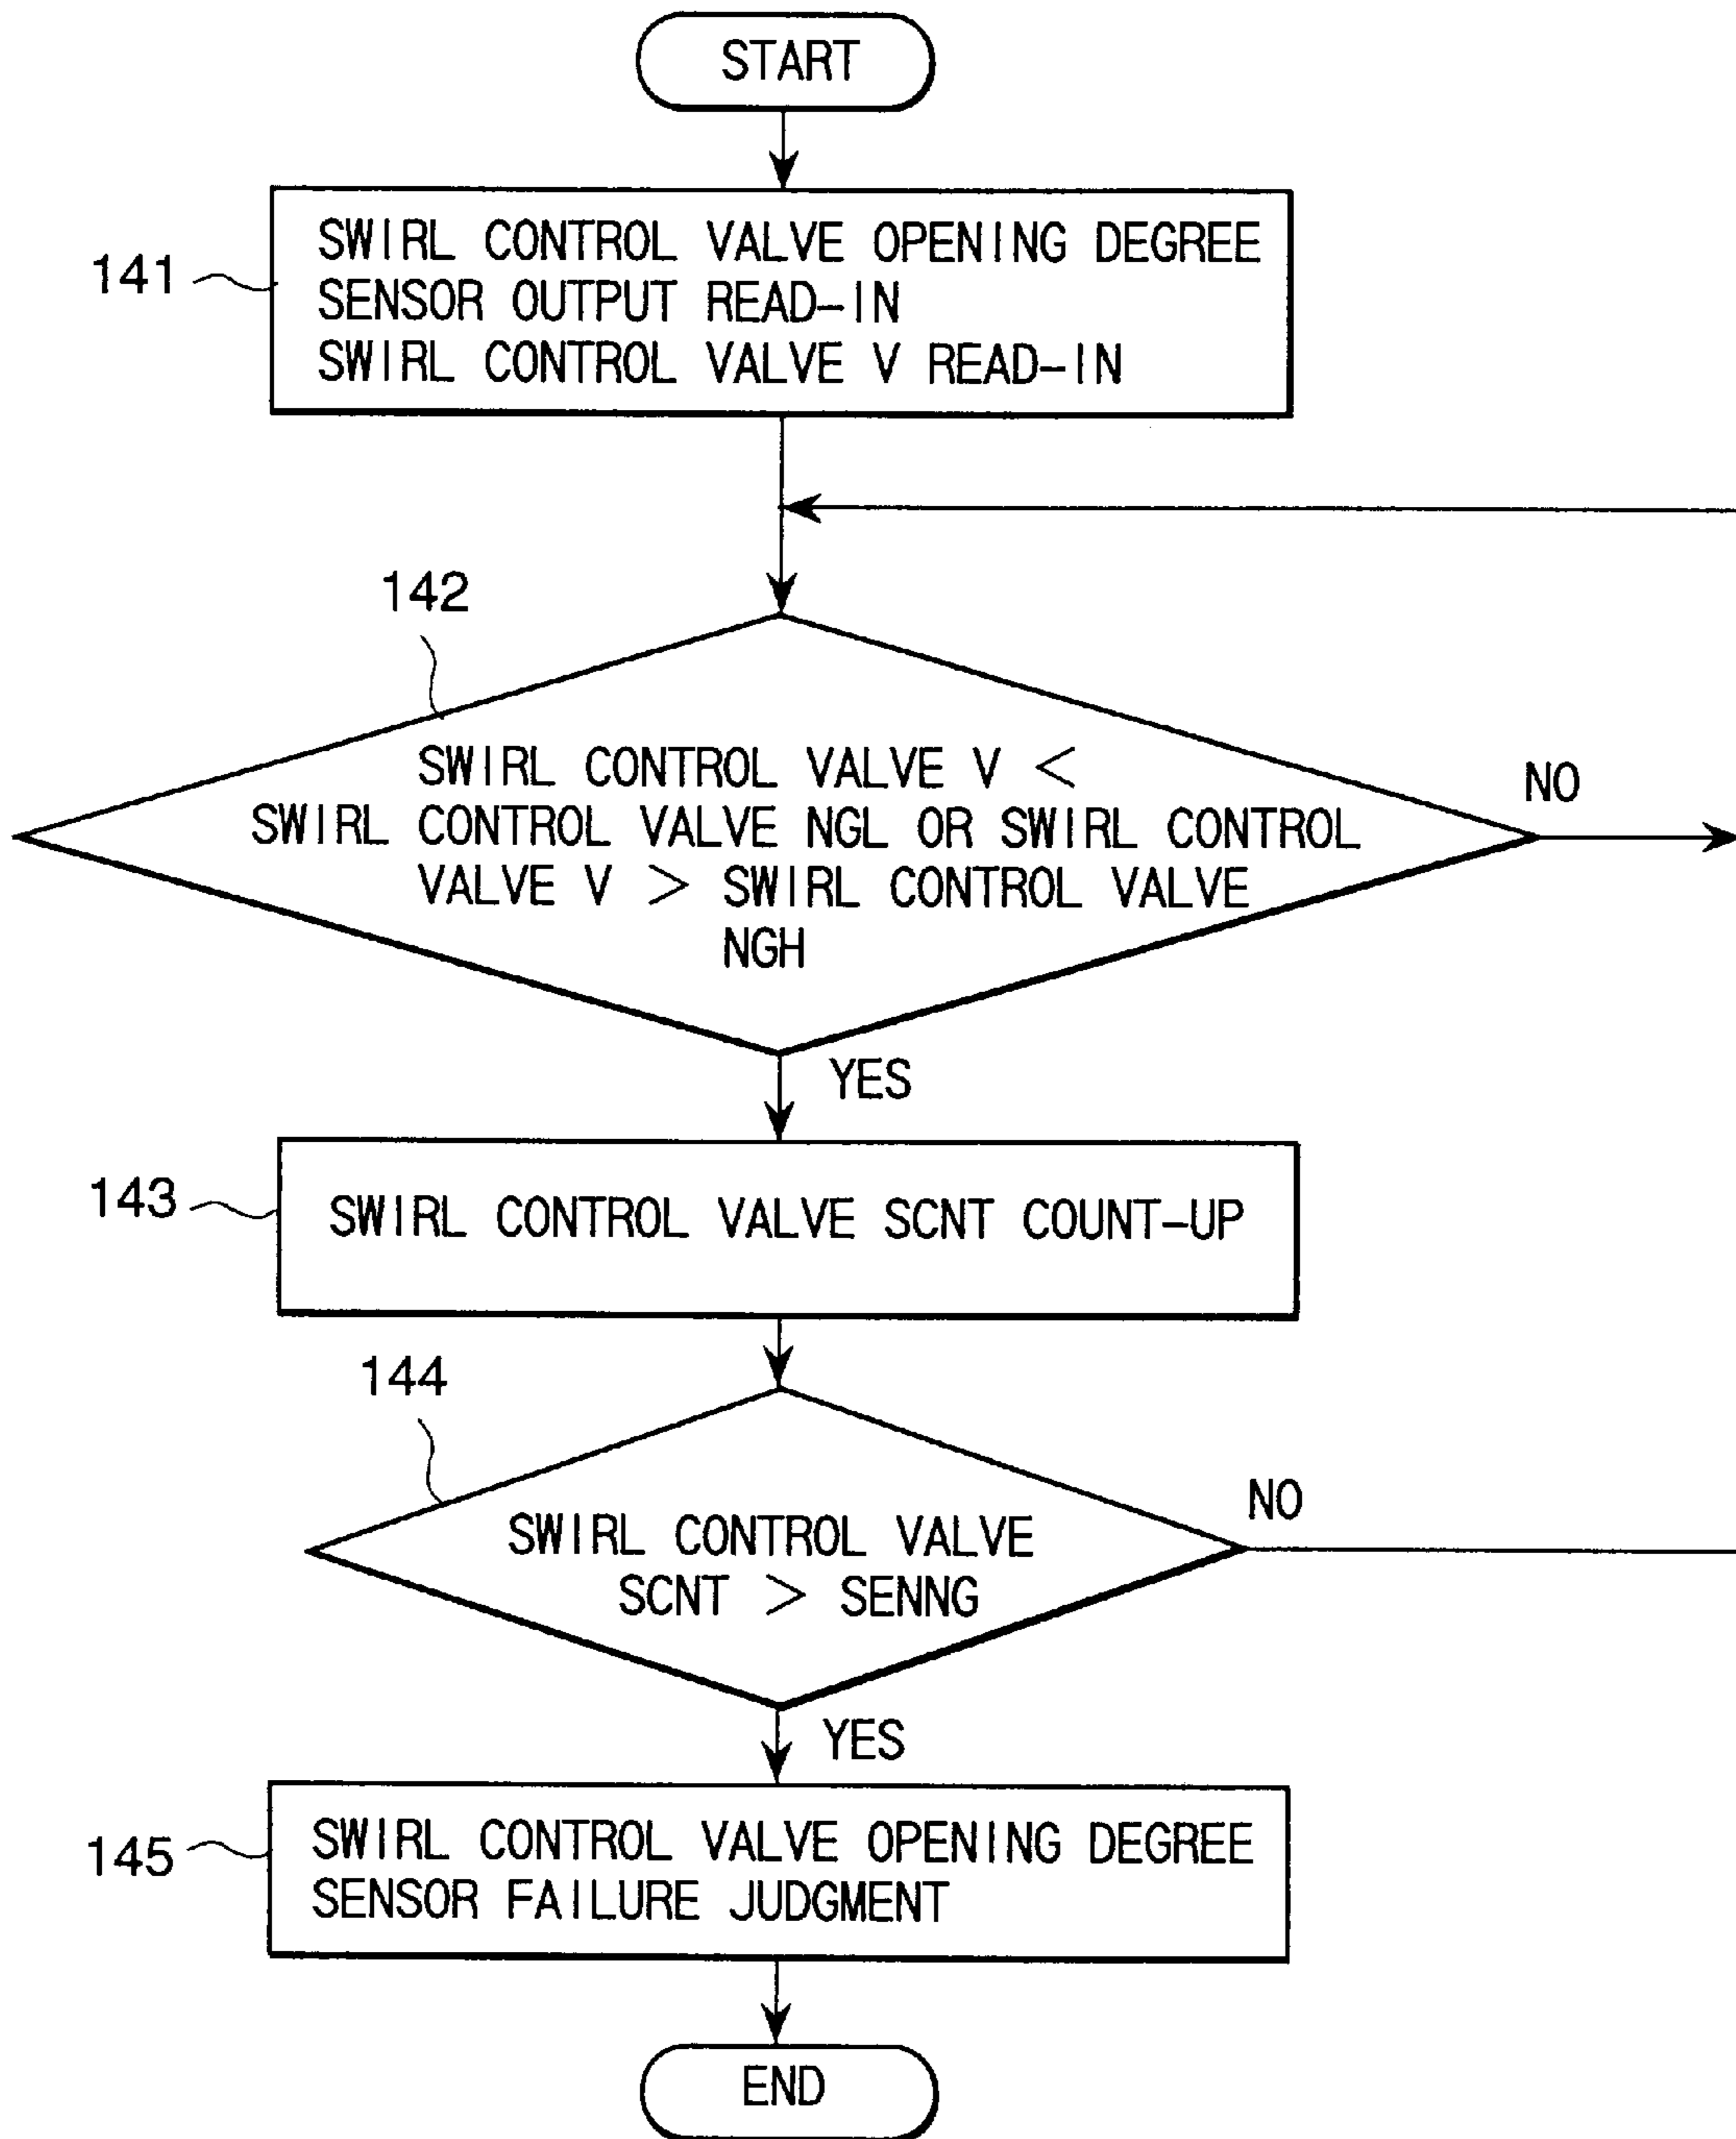 START
141
SWIRL CONTROL VALVE OPENING DEGREE
SENSOR OUTPUT READ-IN
SWIRL CONTROL VALVE V READ-IN
142
SWIRL CONTROL VALVE V <
SWIRL CONTROL VALVE NGL OR SWIRL CONTROL
VALVE V > SWIRL CONTROL VALVE
NGH
NO
YES
143
SWIRL CONTROL VALVE SCNT COUNT-UP
144
SWIRL CONTROL VALVE
SCNT > SENNG
NO
YES
145
SWIRL CONTROL VALVE OPENING DEGREE
SENSOR FAILURE JUDGMENT
END